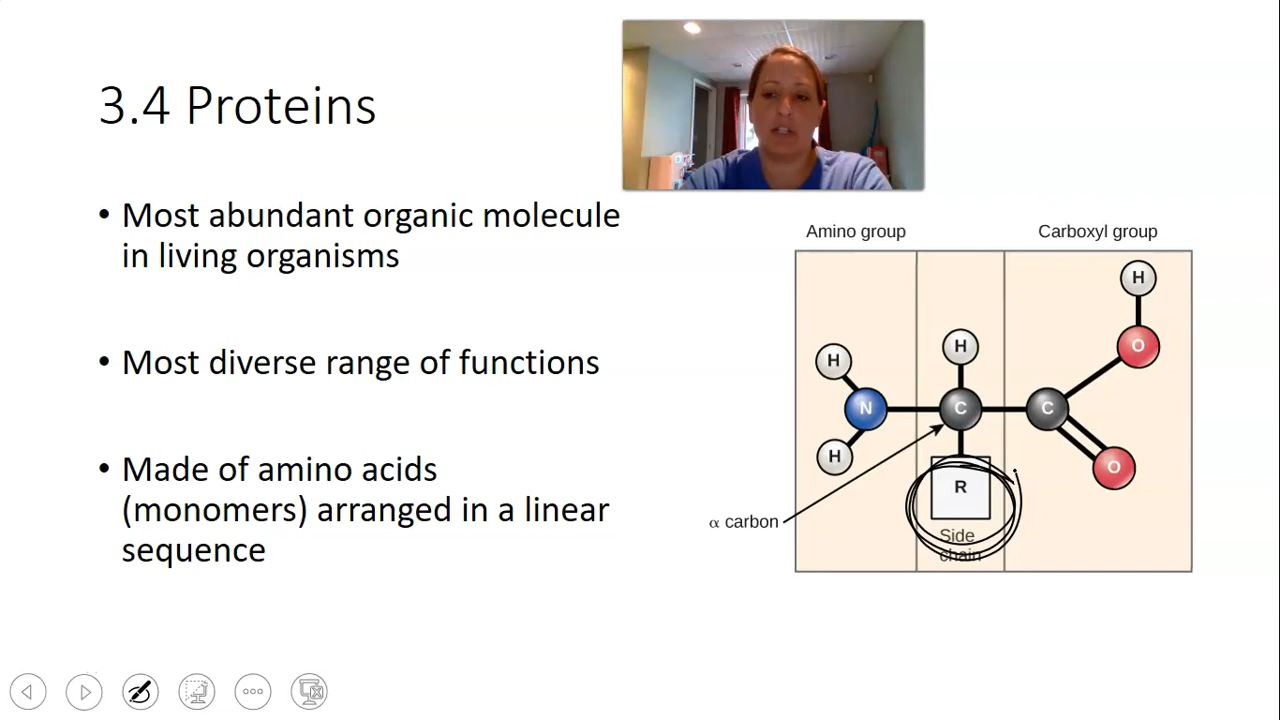 3.4 Proteins
• Most abundant organic molecule
in living organisms
• Most diverse range of functions
• Made of amino acids
(monomers) arranged in a linear
sequence
Amino group
Carboxyl group
H
H
H
O
N
C
C
H
O
R
α carbon
Side
chain